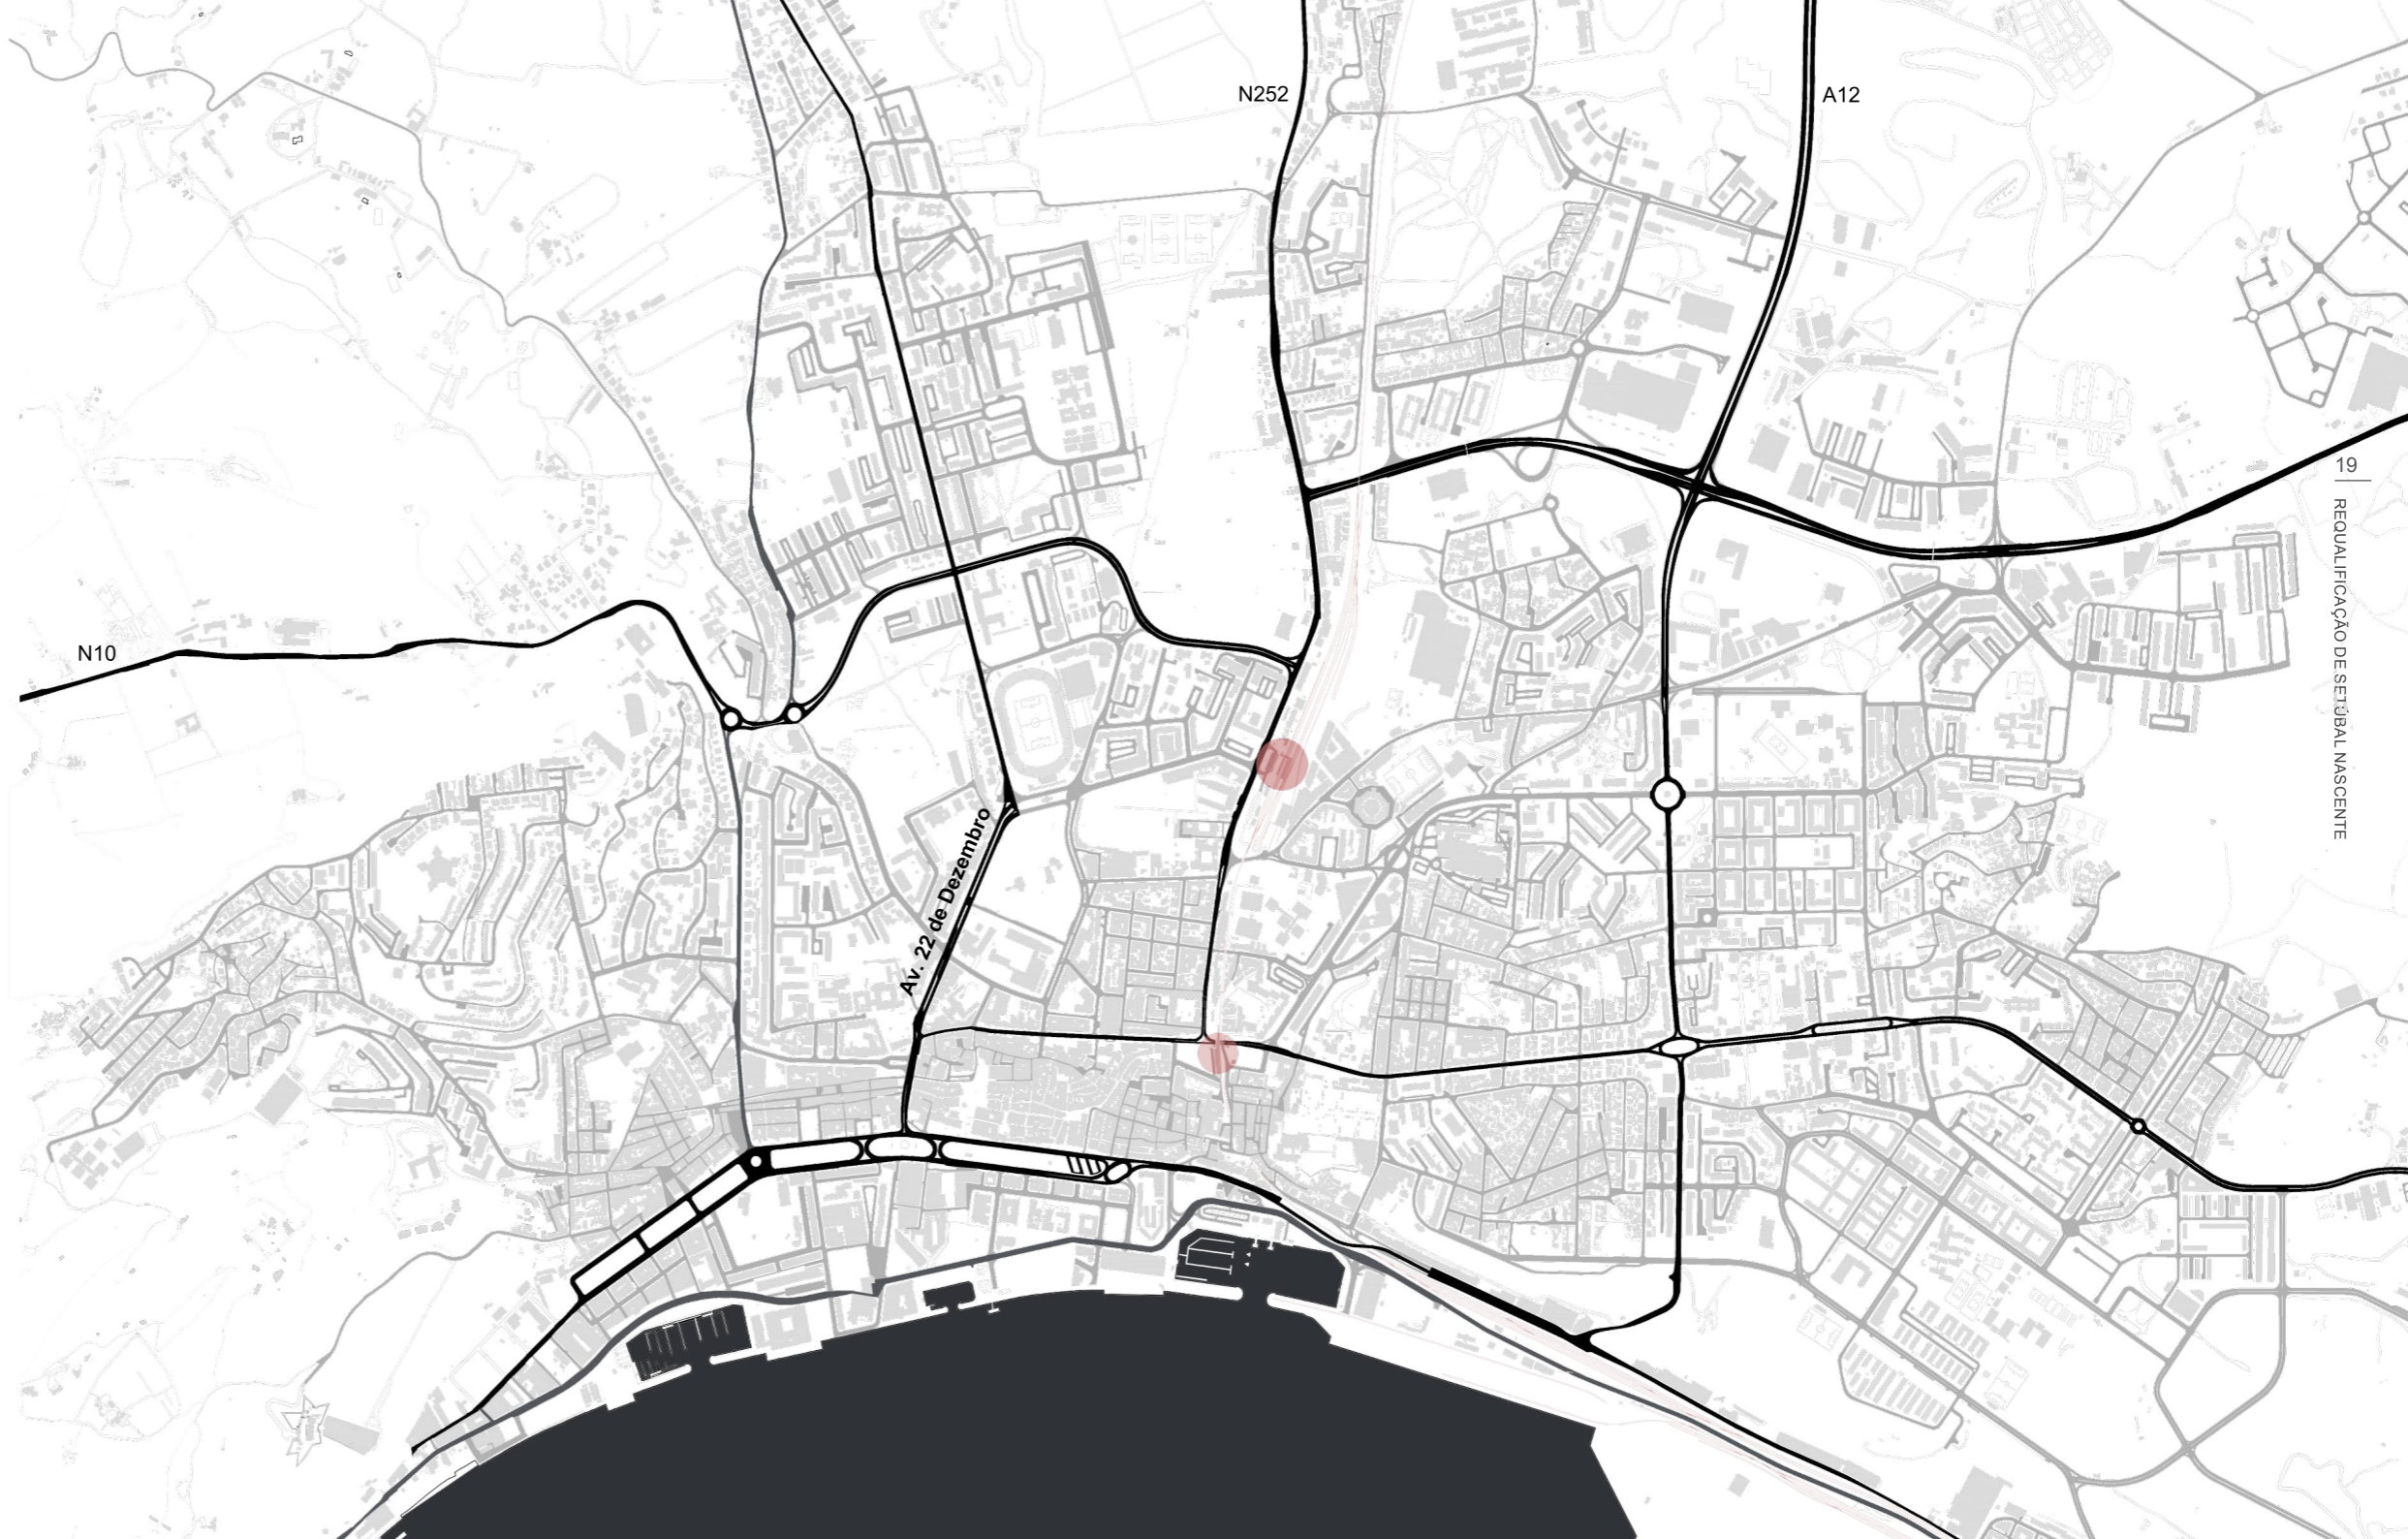 N252
A12
19
REQUALIFICAÇÃO DE SETÚBAL NASCENTE
N10
Av. 22 de Dezembro